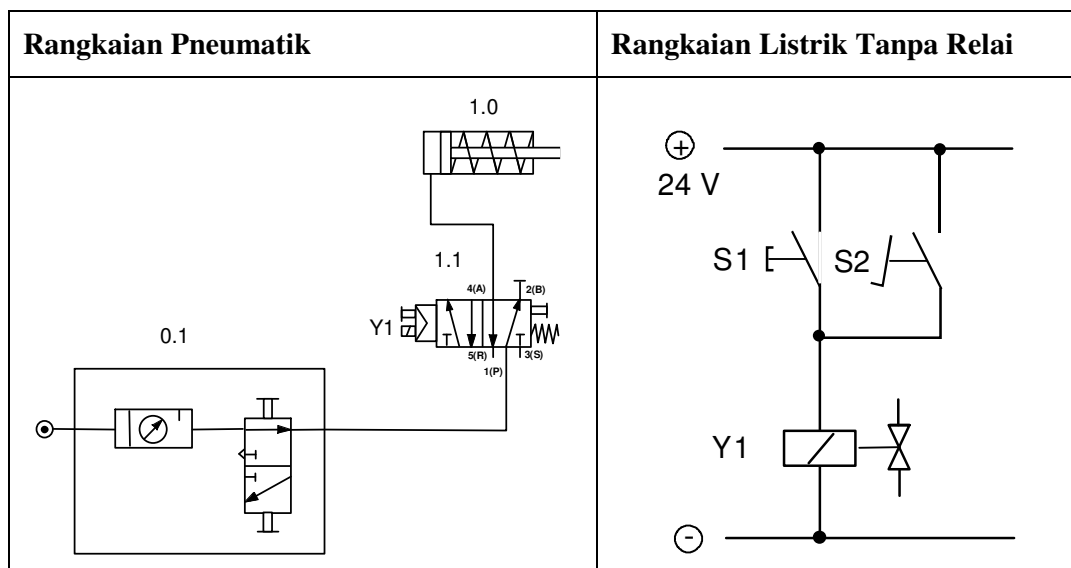 Rangkaian Pneumatik
Rangkaian Listrik Tanpa Relai
1.0
1.1
4(A)
2(B)
Y1
5(R)
3(S)
1(P)
0.1
+
24 V
S1
S2
Y1
-